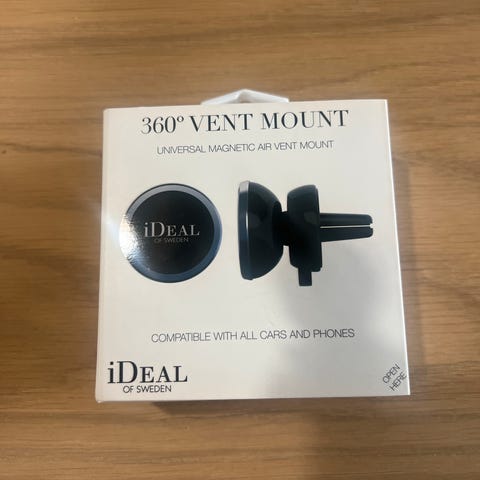 360° VENT MOUNT
UNIVERSAL MAGNETIC AIR VENT MOUNT
iDEAL
OF SWEDEN
COMPATIBLE WITH ALL CARS AND PHONES
iDEAL
OF SWEDEN
OPEN
HERE